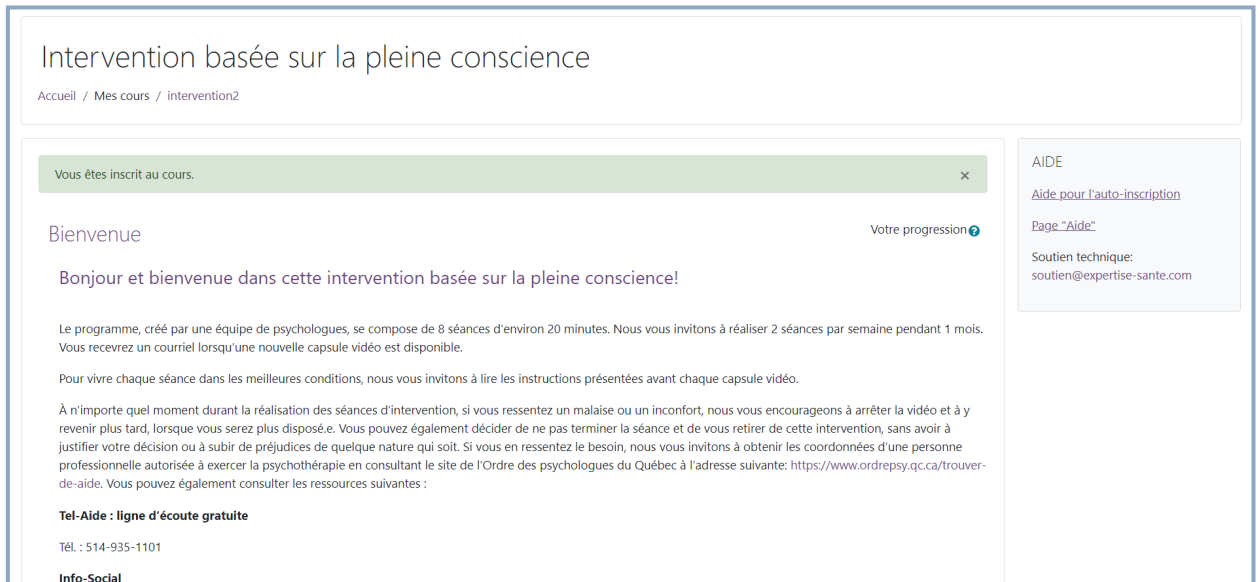 Intervention basée sur la pleine conscience
Accueil / Mes cours / intervention2
Vous êtes inscrit au cours. ×
Bienvenue
Votre progression
Bonjour et bienvenue dans cette intervention basée sur la pleine conscience!
Le programme, créé par une équipe de psychologues, se compose de 8 séances d'environ 20 minutes. Nous vous invitons à réaliser 2 séances par semaine pendant 1 mois.
Vous recevrez un courriel lorsqu'une nouvelle capsule vidéo est disponible.
Pour vivre chaque séance dans les meilleures conditions, nous vous invitons à lire les instructions présentées avant chaque capsule vidéo.
À n'importe quel moment durant la réalisation des séances d'intervention, si vous ressentez un malaise ou un inconfort, nous vous encourageons à arrêter la vidéo et à y
revenir plus tard, lorsque vous serez plus disposé.e. Vous pouvez également décider de ne pas terminer la séance et de vous retirer de cette intervention, sans avoir à
justifier votre décision ou à subir de préjudices de quelque nature qui soit. Si vous en ressentez le besoin, nous vous invitons à obtenir les coordonnées d'une personne
professionnelle autorisée à exercer la psychothérapie en consultant le site de l'Ordre des psychologues du Québec à l'adresse suivante: https://www.ordrepsy.qc.ca/trouver-
de-aide. Vous pouvez également consulter les ressources suivantes :
Tel-Aide : ligne d'écoute gratuite
Tél. : 514-935-1101
Info-Social
AIDE
Aide pour l'auto-inscription
Page "Aide"
Soutien technique:
soutien@expertise-sante.com